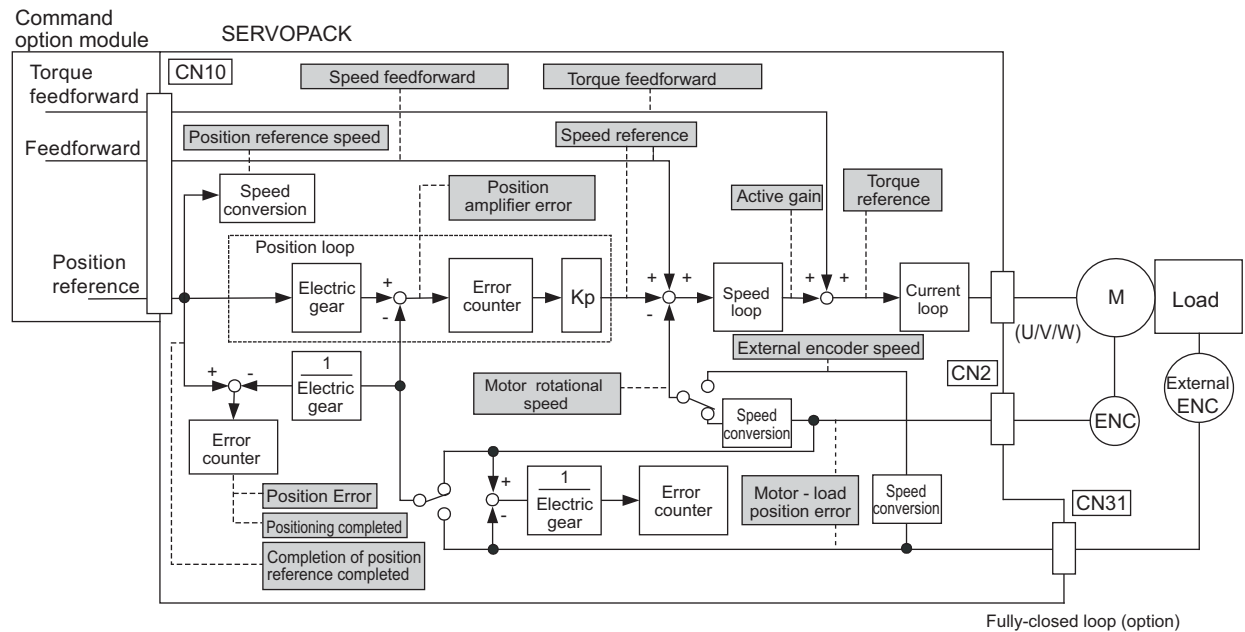 Command
option module
SERVOPACK
CN10
Torque
feedforward
Speed feedforward
Torque feedforward
Position reference speed
Speed reference
Feedforward
Speed
conversion
Position
amplifier error
Active gain
Torque
reference
Position loop
Position
reference
Electric
gear
+
-
Error
counter
Kp
+
+
-
Speed
loop
+
+
Current
loop
M
Load
(U/V/W)
External encoder speed
CN2
+
-
1
Electric
gear
Motor rotational
speed
Speed
conversion
ENC
External
ENC
Error
counter
+
-
1
Electric
gear
Error
counter
Motor - load
position error
Speed
conversion
CN31
Position Error
Positioning completed
Completion of position
reference completed
Fully-closed loop (option)